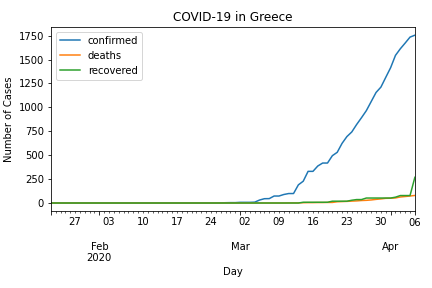 COVID-19 in Greece
confirmed
deaths
recovered
Number of Cases
1750
1500
1250
1000
750
500
250
0
27 03 10 17 24 02 09 16 23 30 06
Feb Mar Apr
2020
Day